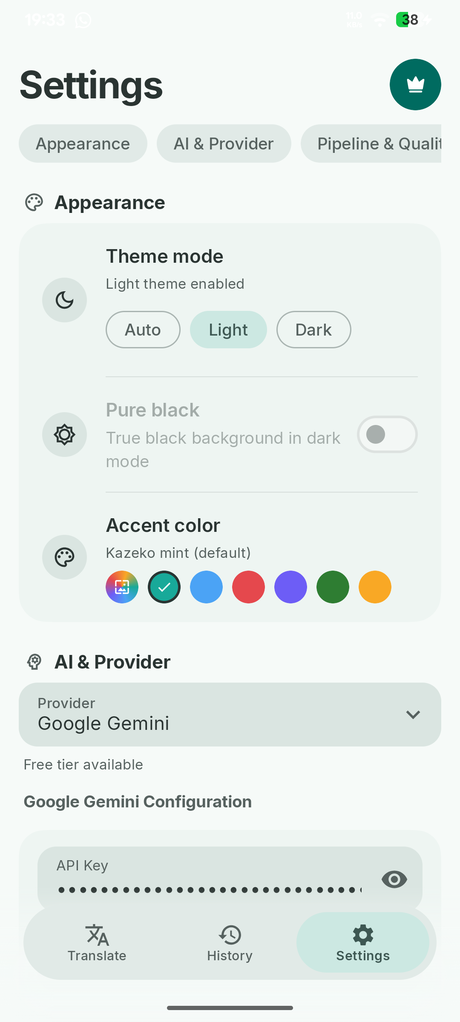 19:33
38
Settings
Appearance
AI & Provider
Pipeline & Qualit
Appearance
Theme mode
Light theme enabled
Auto
Light
Dark
Pure black
True black background in dark
mode
Accent color
Kazeko mint (default)
AI & Provider
Provider
Google Gemini
Free tier available
Google Gemini Configuration
API Key
••••••••••••••••••••••••••
Translate
History
Settings